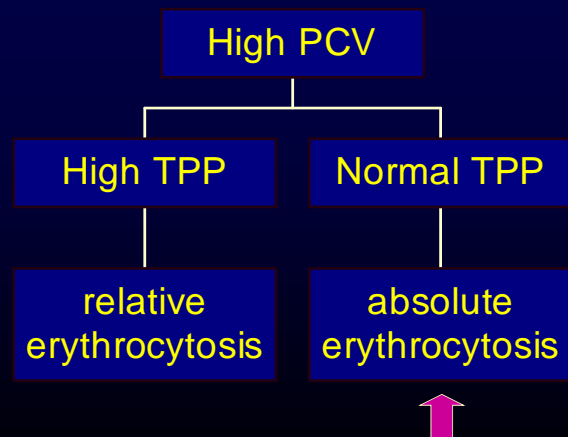 High PCV
High TPP
Normal TPP
relative
erythrocytosis
absolute
erythrocytosis